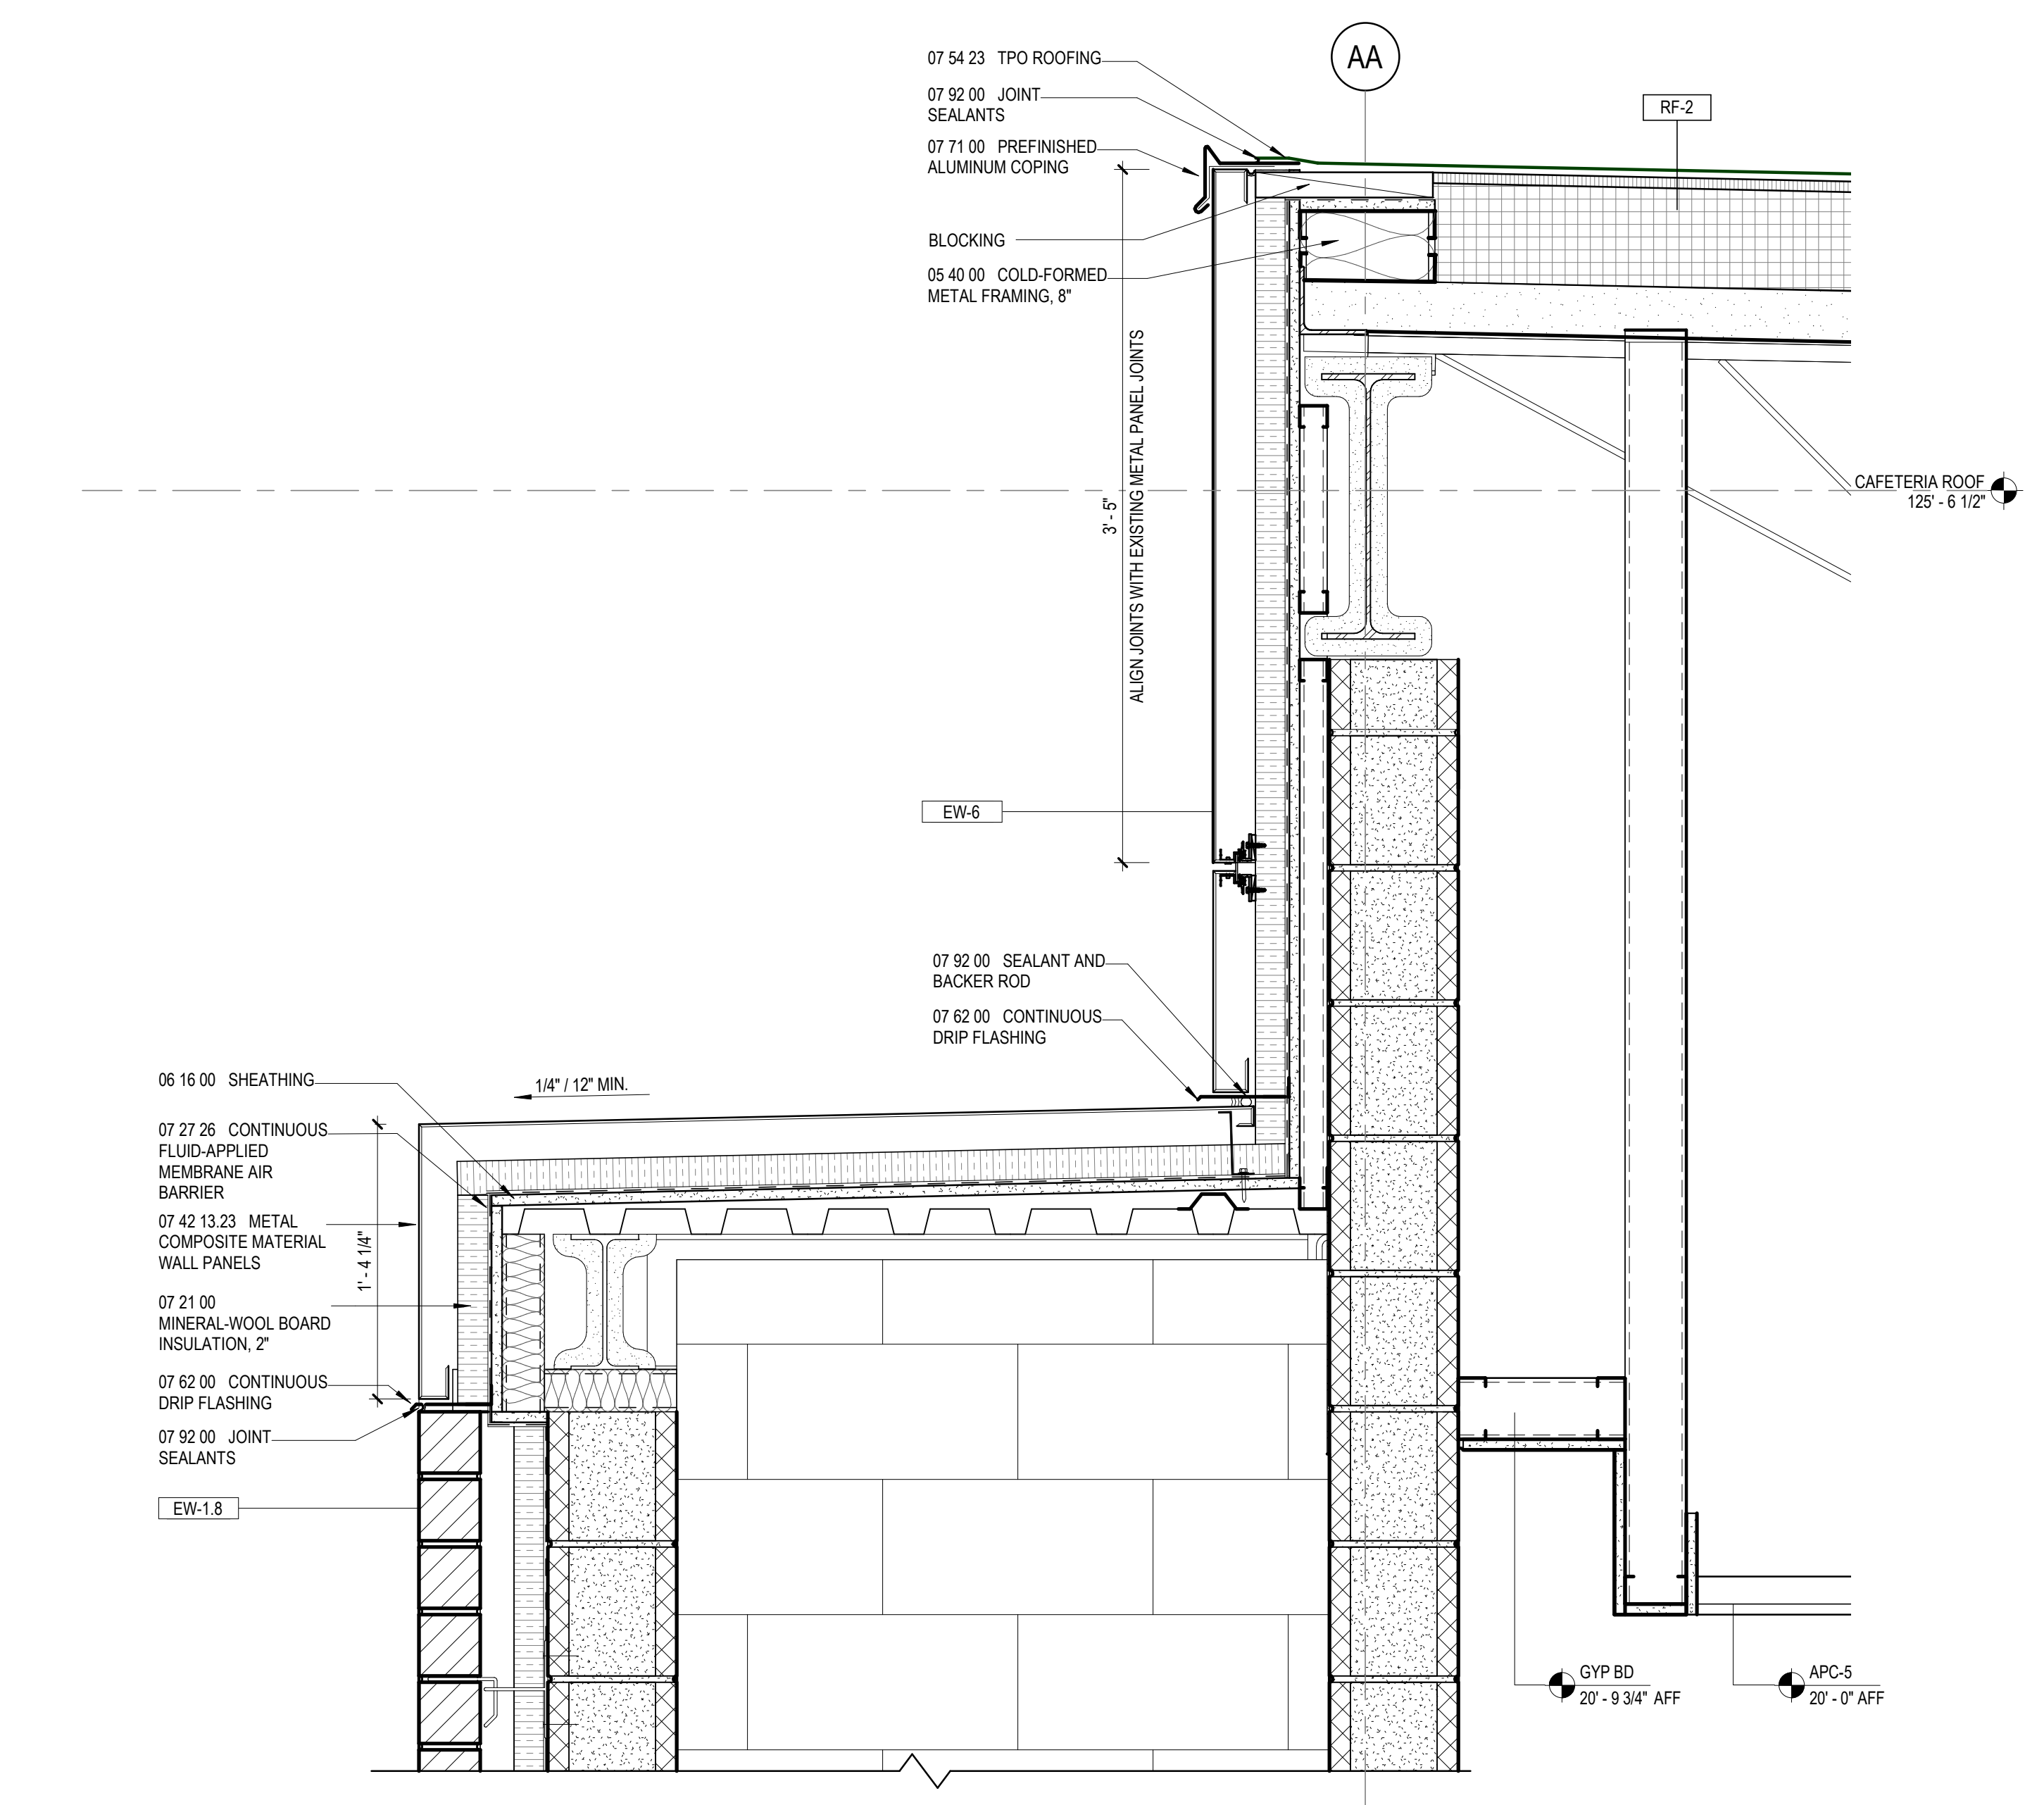 AA
07 54 23 TPO ROOFING
07 92 00 JOINT
SEALANTS
07 71 00 PREFINISHED
ALUMINUM COPING
RF-2
BLOCKING
05 40 00 COLD-FORMED
METAL FRAMING, 8"
3' - 5"
ALIGN JOINTS WITH EXISTING METAL PANEL JOINTS
CAFETERIA ROOF
125' - 6 1/2"
EW-6
07 92 00 SEALANT AND
BACKER ROD
07 62 00 CONTINUOUS
DRIP FLASHING
1/4" / 12" MIN.
06 16 00 SHEATHING
07 27 26 CONTINUOUS
FLUID-APPLIED
MEMBRANE AIR
BARRIER
07 42 13.23 METAL
COMPOSITE MATERIAL
WALL PANELS
1' - 4 1/4"
07 21 00
MINERAL-WOOL BOARD
INSULATION, 2"
07 62 00 CONTINUOUS
DRIP FLASHING
07 92 00 JOINT
SEALANTS
EW-1.8
GYP BD
20' - 9 3/4" AFF
APC-5
20' - 0" AFF